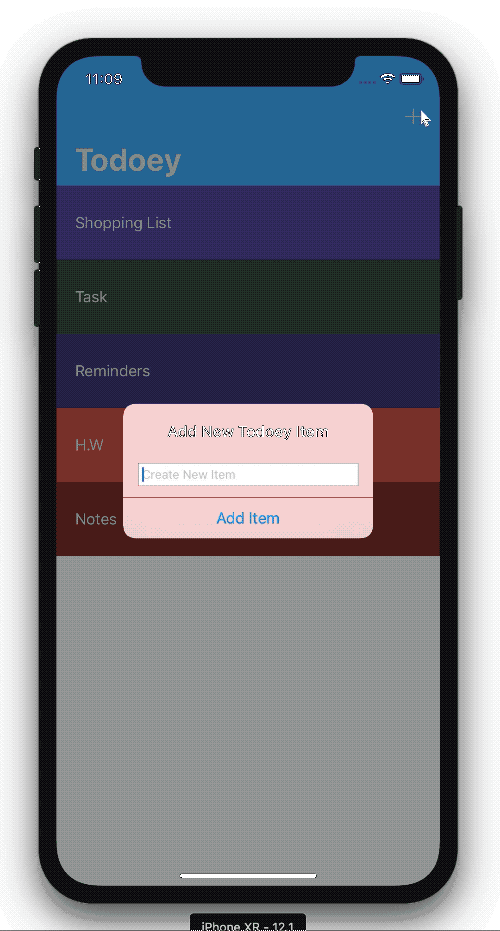 11:09
Todoey
Shopping List
Task
Reminders
H.W
Notes
Add New Todoey Item
Create New Item
Add Item
iPhone XR - 12.1